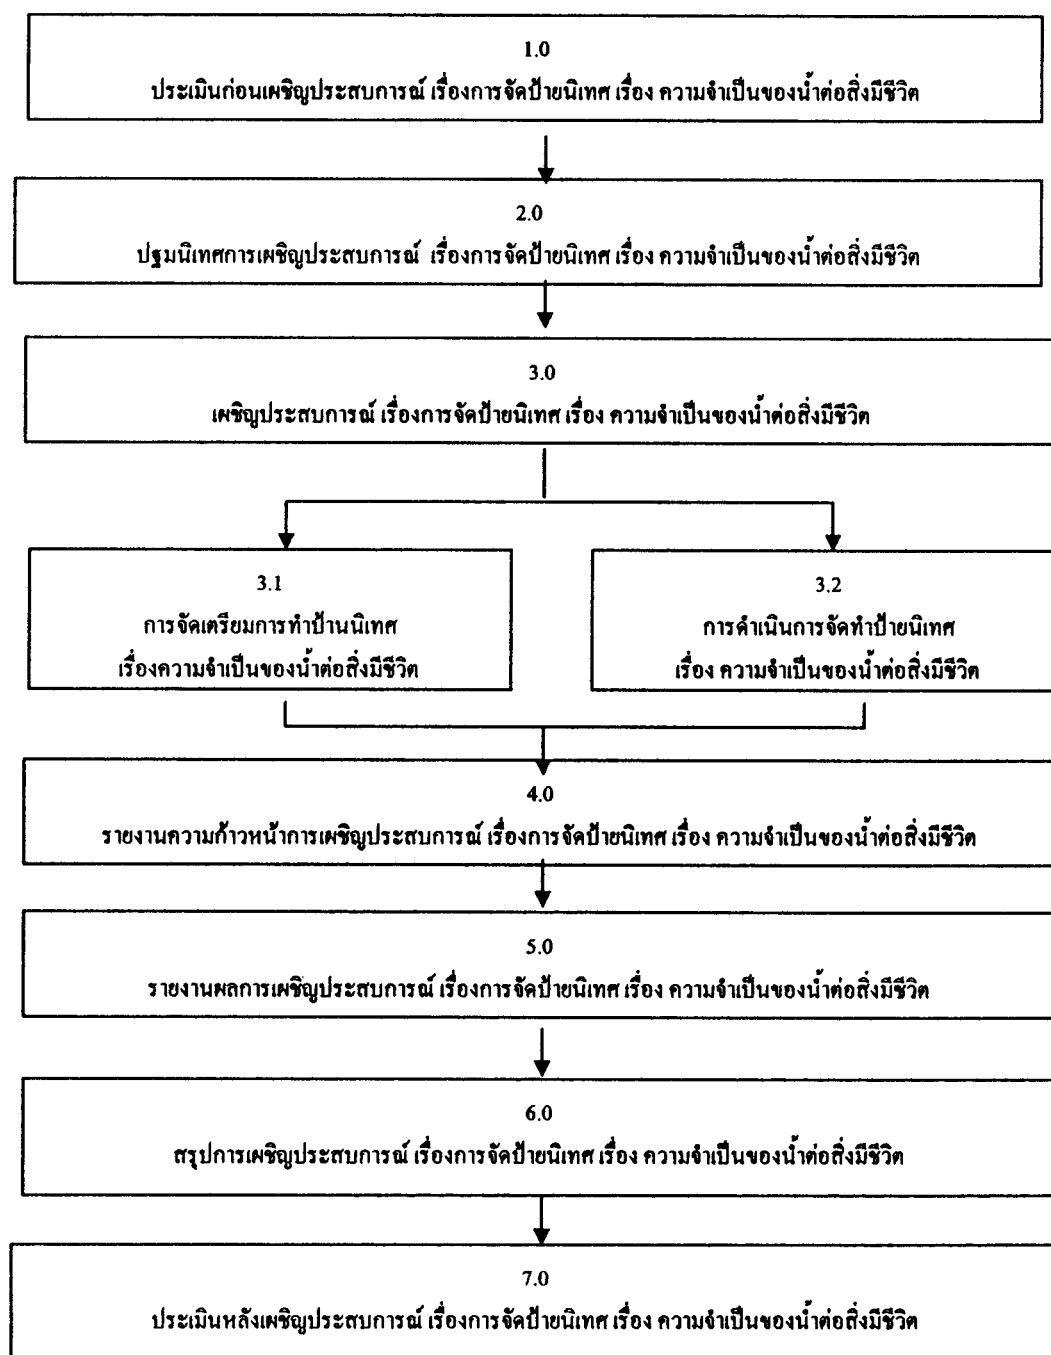 1.0
ประเมินก่อนเผชิญประสบการณ์ เรื่องการจัดป้ายนิเทศ เรื่อง ความจำเป็นของน้ำต่อสิ่งมีชีวิต
2.0
ปฐมนิเทศการเผชิญประสบการณ์ เรื่องการจัดป้ายนิเทศ เรื่อง ความจำเป็นของน้ำต่อสิ่งมีชีวิต
3.0
เผชิญประสบการณ์ เรื่องการจัดป้ายนิเทศ เรื่อง ความจำเป็นของน้ำต่อสิ่งมีชีวิต
3.1
การจัดเตรียมการทำป้านนิเทศ
เรื่องความจำเป็นของน้ำต่อสิ่งมีชีวิต
3.2
การดำเนินการจัดทำป้ายนิเทศ
เรื่อง ความจำเป็นของน้ำต่อสิ่งมีชีวิต
4.0
รายงานความก้าวหน้าการเผชิญประสบการณ์ เรื่องการจัดป้ายนิเทศ เรื่อง ความจำเป็นของน้ำต่อสิ่งมีชีวิต
5.0
รายงานผลการเผชิญประสบการณ์ เรื่องการจัดป้ายนิเทศ เรื่อง ความจำเป็นของน้ำต่อสิ่งมีชีวิต
6.0
สรุปการเผชิญประสบการณ์ เรื่องการจัดป้ายนิเทศ เรื่อง ความจำเป็นของน้ำต่อสิ่งมีชีวิต
7.0
ประเมินหลังเผชิญประสบการณ์ เรื่องการจัดป้ายนิเทศ เรื่อง ความจำเป็นของน้ำต่อสิ่งมีชีวิต